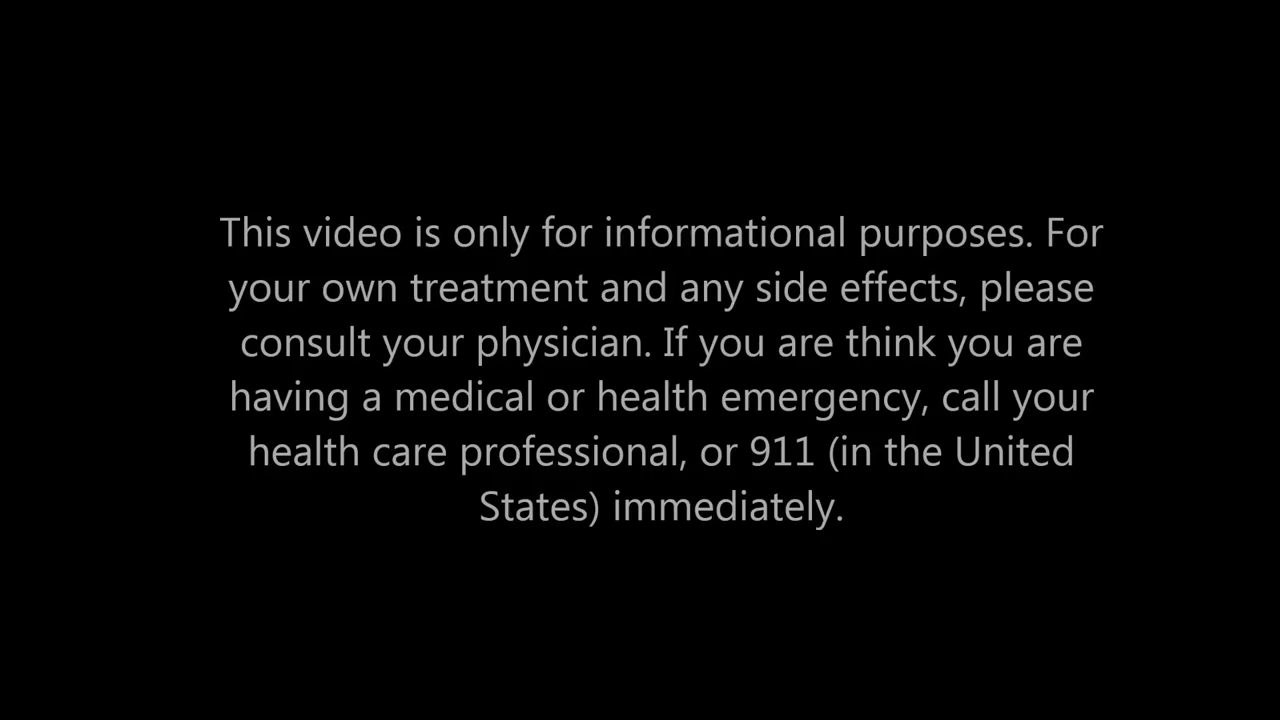 This video is only for informational purposes. For
your own treatment and any side effects, please
consult your physician. If you are think you are
having a medical or health emergency, call your
health care professional, or 911 (in the United
States) immediately.